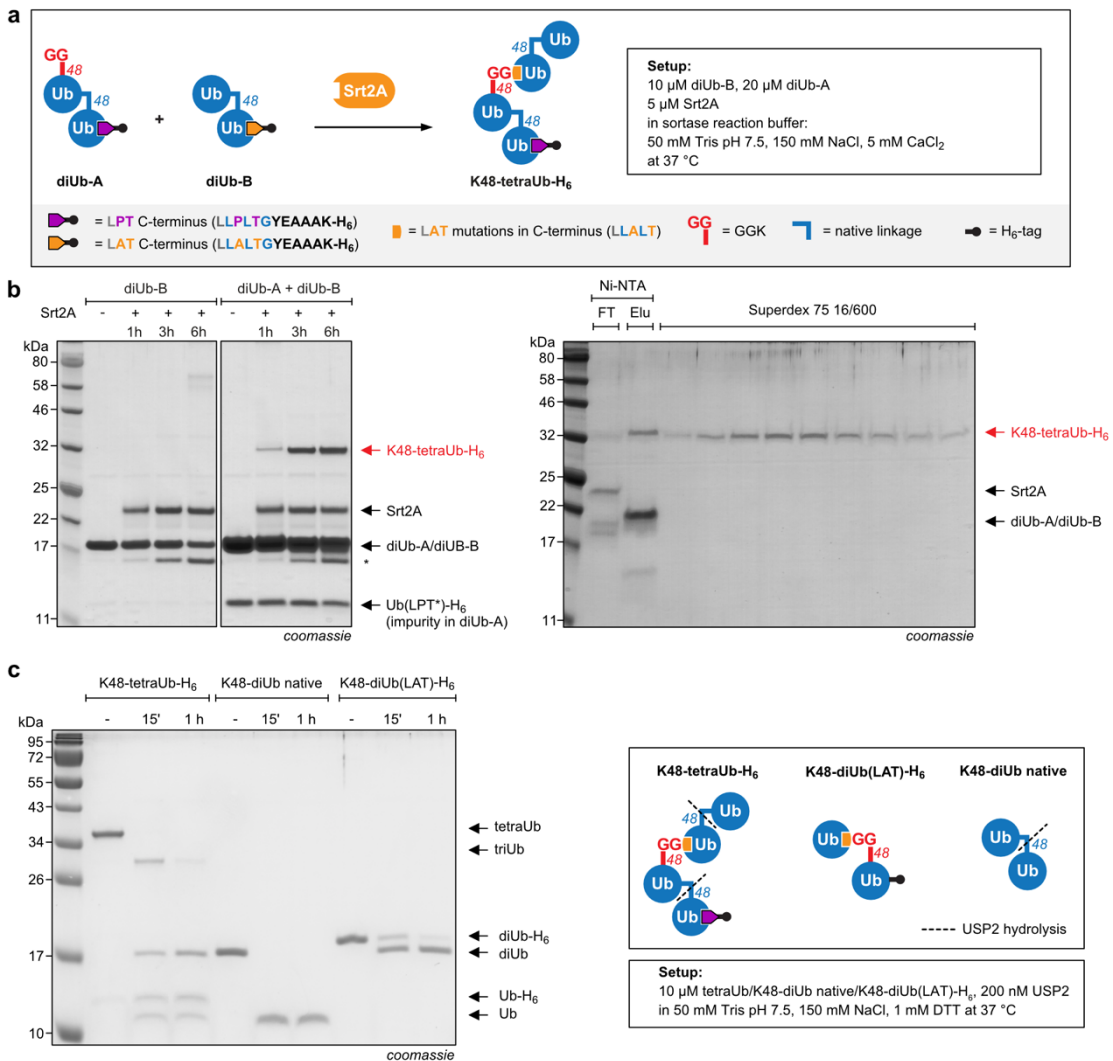 a
GG
48
Ub
48
Ub
diUb-A
+
Ub
48
Ub
diUb-B
Srt2A
48
Ub
GG
Ub
48
Ub
48
Ub
K48-tetraUb-H6
Setup:
10 µM diUb-B, 20 µM diUb-A
5 µM Srt2A
in sortase reaction buffer:
50 mM Tris pH 7.5, 150 mM NaCl, 5 mM CaCl2
at 37 °C
= LPT C-terminus (LLPLTGYEAAAK-H6)
= LAT C-terminus (LLALTGYEAAAK-H6)
= LAT mutations in C-terminus (LLALT)
GG
= GGK
= native linkage
= H6-tag
b
diUb-B
diUb-A + diUb-B
Srt2A
- + + +
- + + +
1h 3h 6h
1h 3h 6h
kDa
80
58
46
32
25
22
17
11
K48-tetraUb-H6
Srt2A
diUb-A/diUB-B
*
Ub(LPT*)-H6
(impurity in diUb-A)
coomassie
Ni-NTA
FT Elu
Superdex 75 16/600
kDa
80
58
46
32
25
22
17
11
K48-tetraUb-H6
Srt2A
diUb-A/diUb-B
coomassie
c
K48-tetraUb-H6
K48-diUb native
K48-diUb(LAT)-H6
- 15' 1 h
- 15' 1 h
- 15' 1 h
kDa
95
72
55
43
34
26
17
10
tetraUb
triUb
diUb-H6
diUb
Ub-H6
Ub
coomassie
K48-tetraUb-H6
K48-diUb(LAT)-H6
K48-diUb native
48
Ub
GG
Ub
48
Ub
48
Ub
Ub
GG
48
Ub
Ub
48
Ub
USP2 hydrolysis
Setup:
10 µM tetraUb/K48-diUb native/K48-diUb(LAT)-H6, 200 nM USP2
in 50 mM Tris pH 7.5, 150 mM NaCl, 1 mM DTT at 37 °C